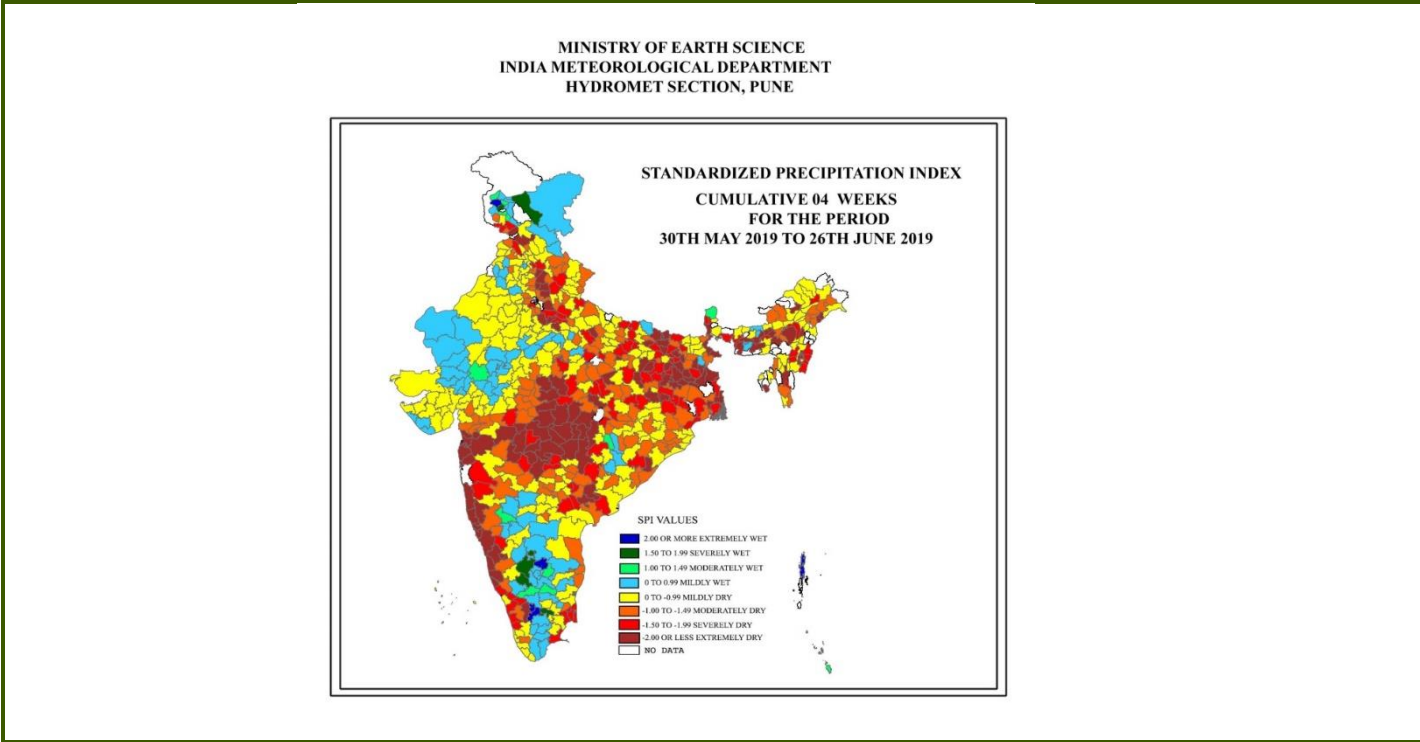 MINISTRY OF EARTH SCIENCE
INDIA METEOROLOGICAL DEPARTMENT
HYDROMET SECTION, PUNE
STANDARDIZED PRECIPITATION INDEX
CUMULATIVE 04 WEEKS
FOR THE PERIOD
30TH MAY 2019 TO 26TH JUNE 2019
SPI VALUES
2.00 OR MORE EXTREMELY WET
1.50 TO 1.99 SEVERELY WET
1.00 TO 1.49 MODERATELY WET
0 TO 0.99 MILDLY WET
0 TO -0.99 MILDLY DRY
-1.00 TO -1.49 MODERATELY DRY
-1.50 TO -1.99 SEVERELY DRY
-2.00 OR LESS EXTREMELY DRY
NO DATA